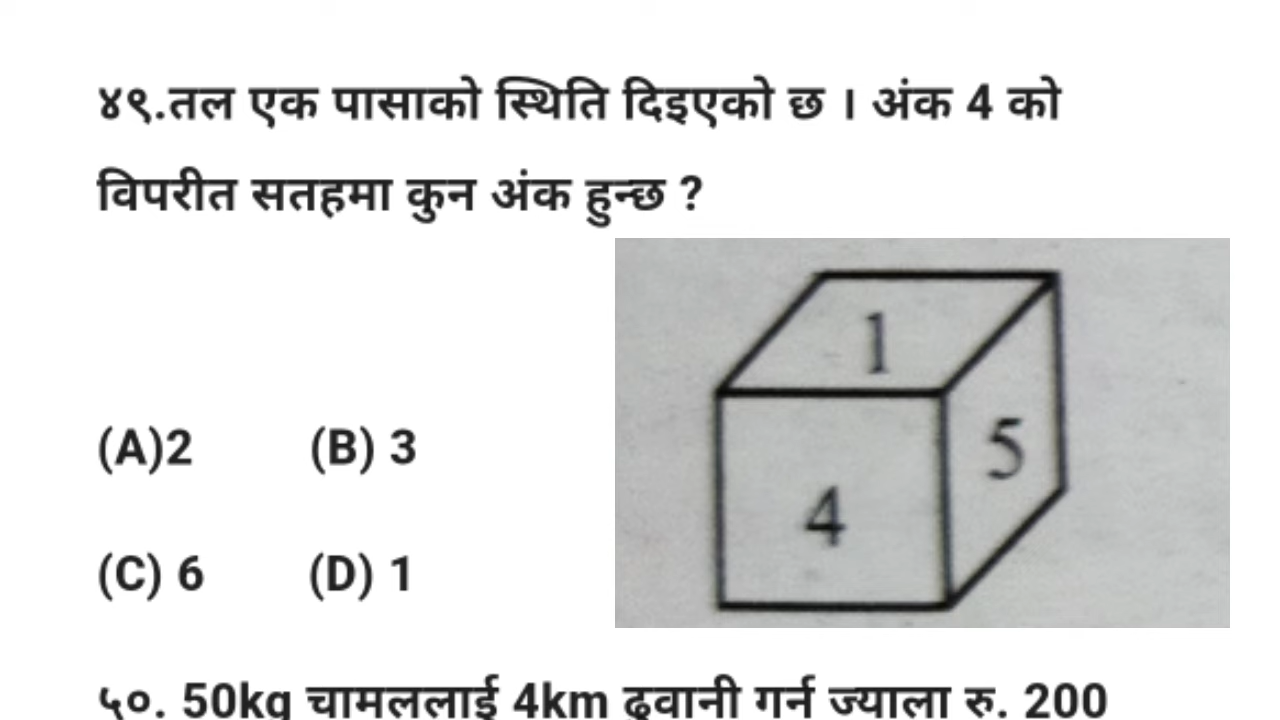 ४९.तल एक पासाको स्थिति दिइएको छ । अंक 4 को
विपरीत सतहमा कुन अंक हुन्छ ?
1
5
4
(A)2 (B) 3
(C) 6 (D) 1
५०. 50kg चामललाई 4km ढुवानी गर्न ज्याला रु. 200